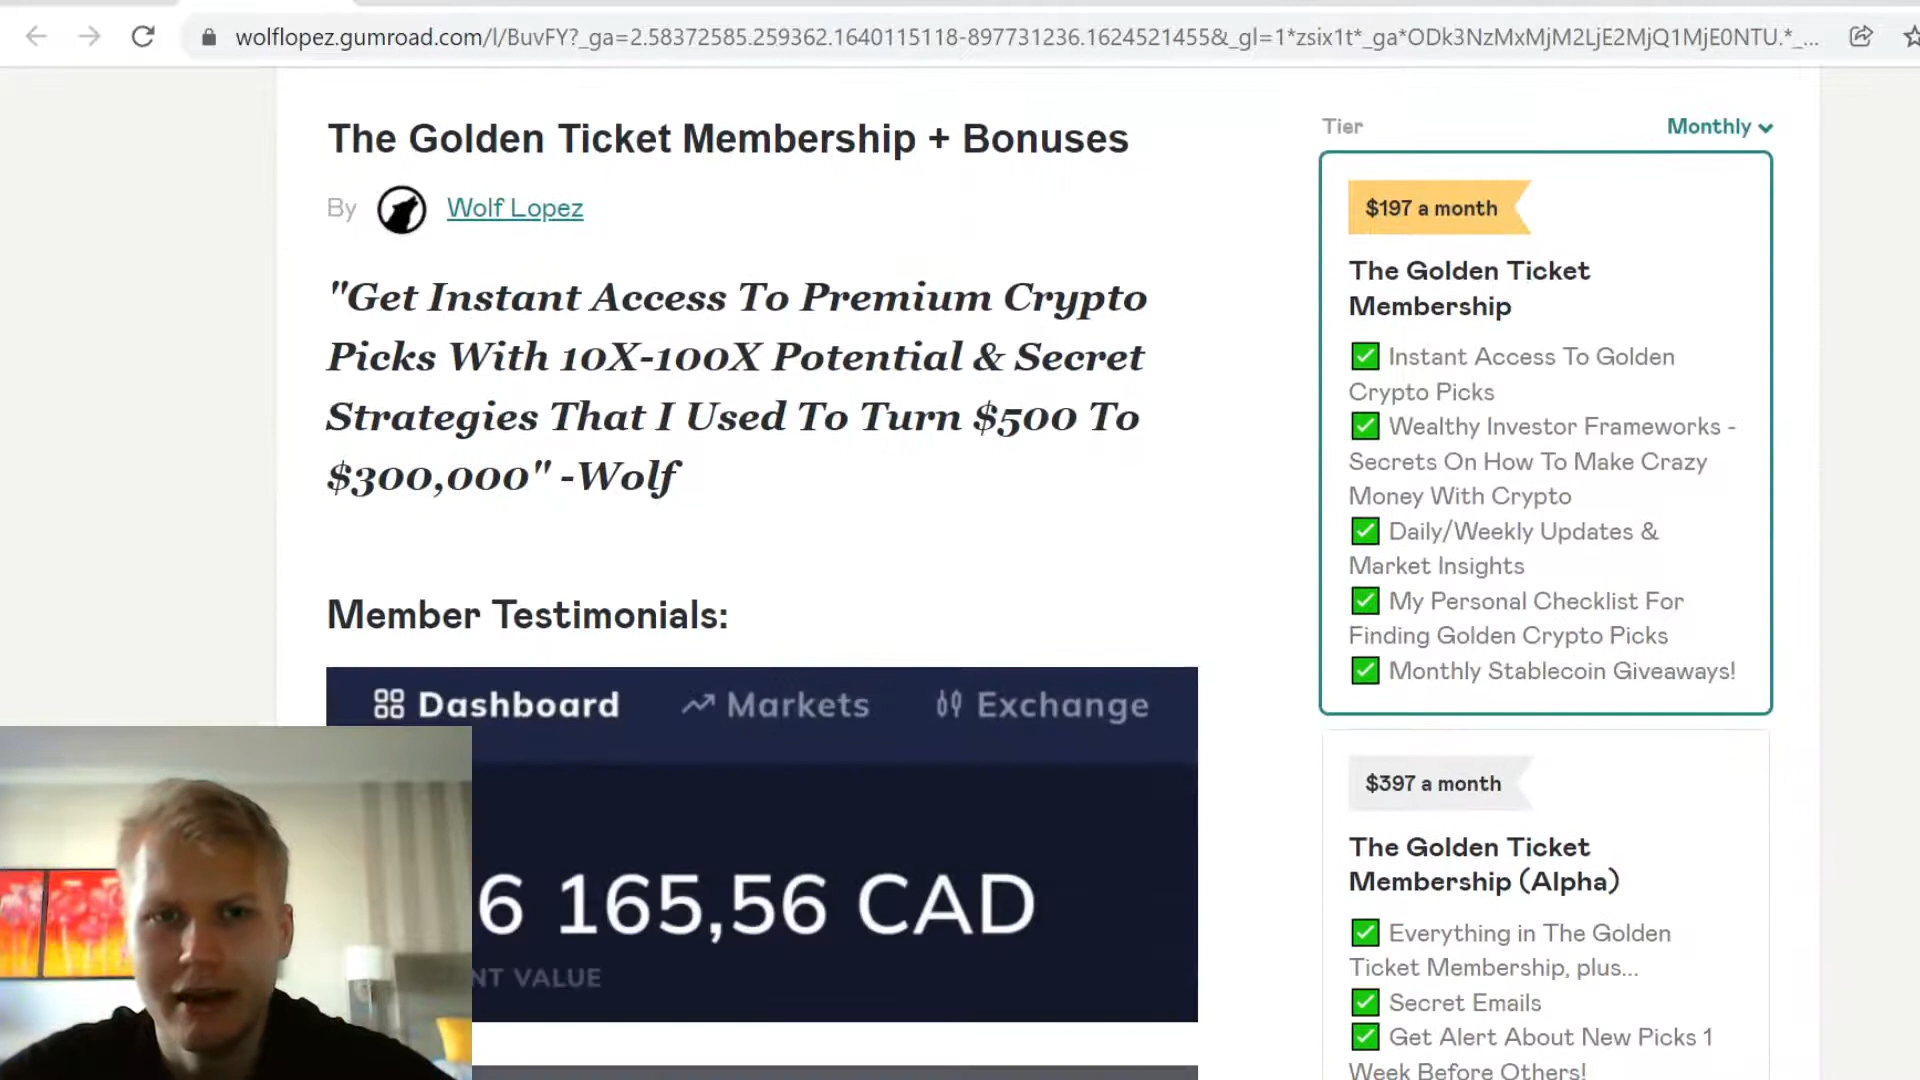 wolflopez.gumroad.com/l/BuvFY?_ga=2.58372585.259362.1640115118-897731236.1624521455&_gl=1*zsix1t*_ga*ODk3NzMxMjM2LjE2MjQ1MjE0NTU.*_...
The Golden Ticket Membership + Bonuses
By Wolf Lopez
"Get Instant Access To Premium Crypto
Picks With 10X-100X Potential & Secret
Strategies That I Used To Turn $500 To
$300,000" -Wolf
Member Testimonials:
Dashboard Markets Exchange
6 165,56 CAD
NT VALUE
Tier Monthly
$197 a month
The Golden Ticket
Membership
✅ Instant Access To Golden
Crypto Picks
✅ Wealthy Investor Frameworks -
Secrets On How To Make Crazy
Money With Crypto
✅ Daily/Weekly Updates &
Market Insights
✅ My Personal Checklist For
Finding Golden Crypto Picks
✅ Monthly Stablecoin Giveaways!
$397 a month
The Golden Ticket
Membership (Alpha)
✅ Everything in The Golden
Ticket Membership, plus...
✅ Secret Emails
✅ Get Alert About New Picks 1
Week Before Others!